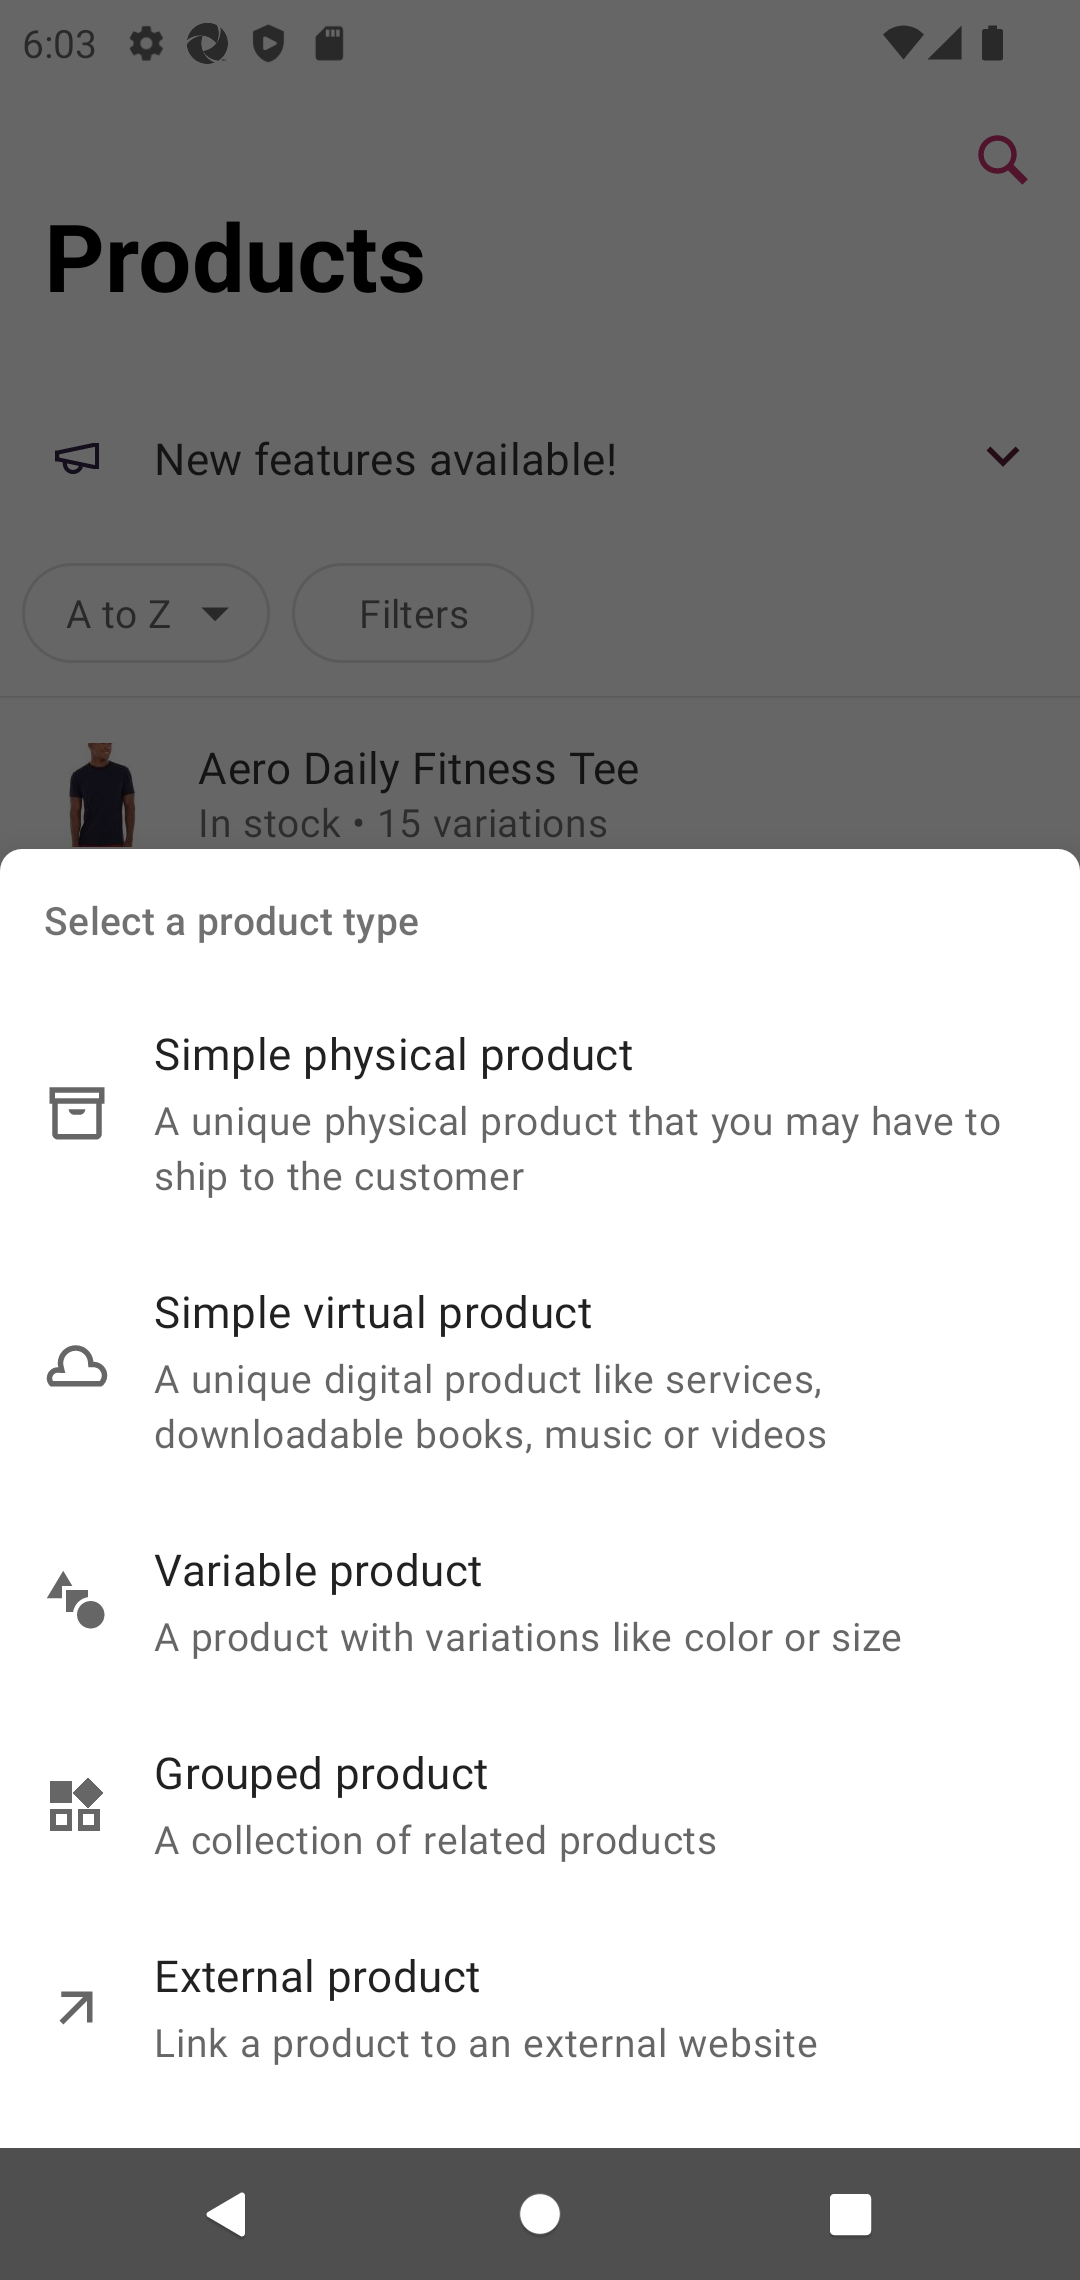 6:03
Products
New features available!
A to Z
Filters
Aero Daily Fitness Tee
In stock • 15 variations
Select a product type
Simple physical product
A unique physical product that you may have to
ship to the customer
Simple virtual product
A unique digital product like services,
downloadable books, music or videos
Variable product
A product with variations like color or size
Grouped product
A collection of related products
External product
Link a product to an external website